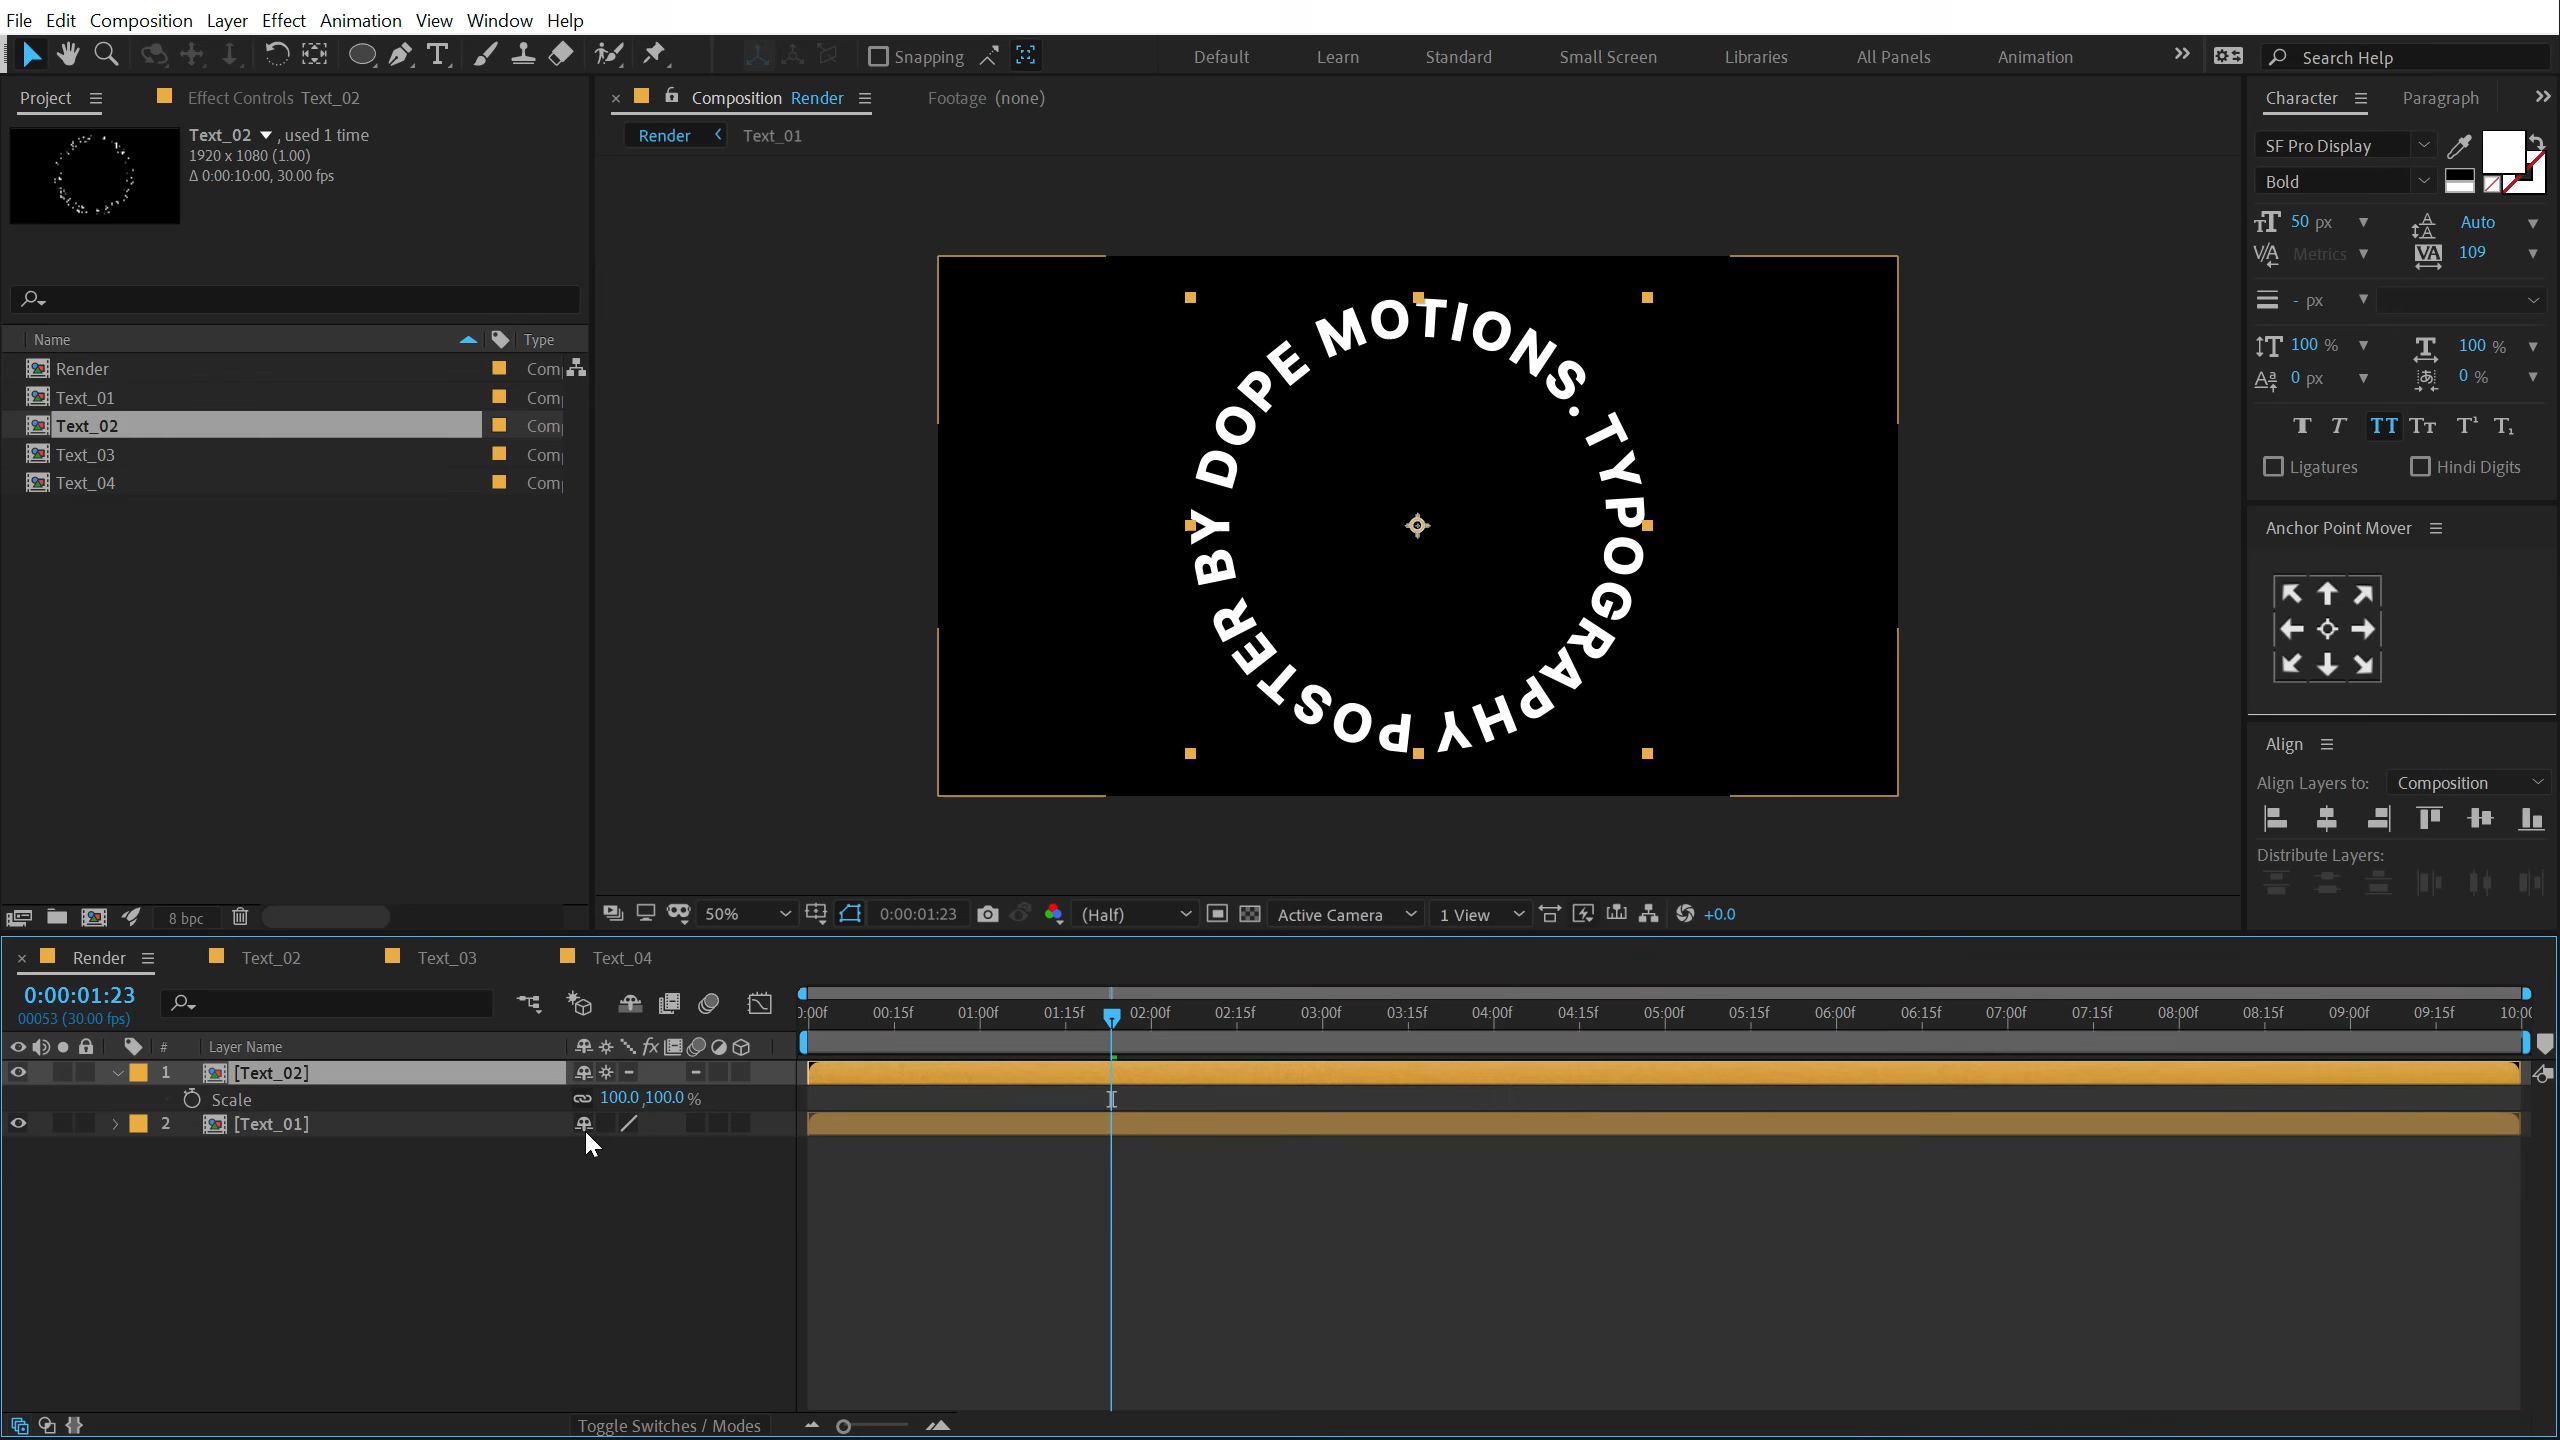 File Edit Composition Layer Effect Animation View Window Help
Snapping Default Learn Standard Small Screen Libraries All Panels Animation Search Help
Project Effect Controls Text_02
Text_02 , used 1 time
1920 x 1080 (1.00)
Δ 0:00:10:00, 30.00 fps
Name Type
Render Com
Text_01 Com
Text_02 Com
Text_03 Com
Text_04 Com
8 bpc
Composition Render Footage (none)
Render Text_01
BY DOPE MOTIONS. TYPOGRAPHY POSTER
50% 0:00:01:23 (Half) Active Camera 1 View +0.0
Character Paragraph
SF Pro Display
Bold
50 px Auto
Metrics 109
- px
100 % 100 %
0 px 0 %
Ligatures Hindi Digits
Anchor Point Mover
Align
Align Layers to: Composition
Distribute Layers:
Render Text_02 Text_03 Text_04
0:00:01:23
00053 (30.00 fps)
:00f 00:15f 01:00f 01:15f 02:00f 02:15f 03:00f 03:15f 04:00f 04:15f 05:00f 05:15f 06:00f 06:15f 07:00f 07:15f 08:00f 08:15f 09:00f 09:15f 10:00
# Layer Name
1 [Text_02]
Scale 100.0,100.0 %
2 [Text_01]
Toggle Switches / Modes